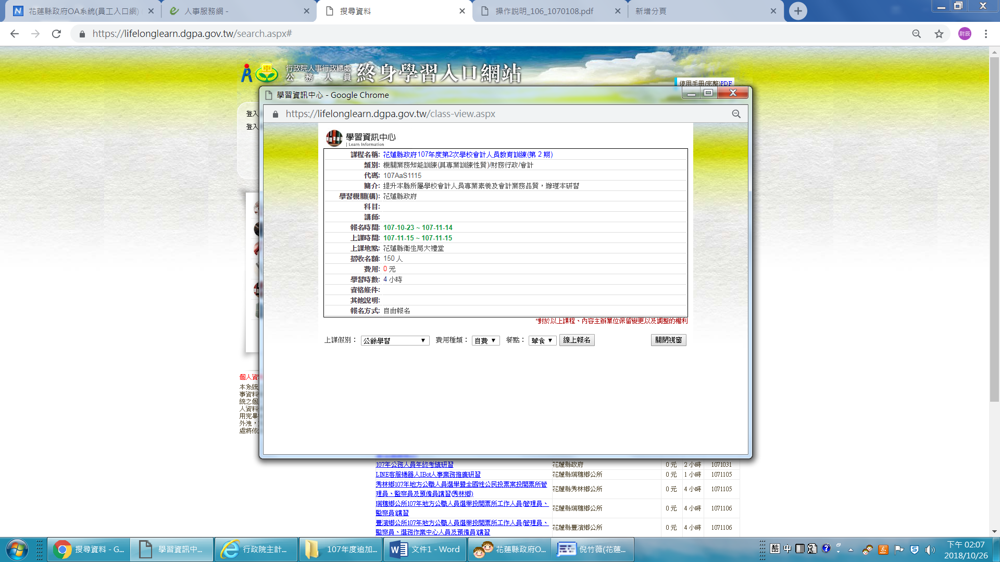 花蓮縣政府OA系統(員工入口網)
人事服務網 -
搜尋資料
操作說明_106_1070108.pdf
新增分頁
https://lifelonglearn.dgpa.gov.tw/search.aspx#
尉辰
行政院人事行政總處
公務人員
終身學習入口網站
使用手冊(完整)PDF
登入
登入
學習資訊中心 - Google Chrome
https://lifelonglearn.dgpa.gov.tw/class-view.aspx
學習資訊中心
| Learn Information
課程名稱: 花蓮縣政府107年度第2次學校會計人員教育訓練(第 2 期)
類別: 機關業務知能訓練(具專業訓練性質)/財務行政/會計
代碼: 107AaS1115
簡介: 提升本縣所屬學校會計人員專業素養及會計業務品質，辦理本研習
學習機關(構): 花蓮縣政府
科目:
講師:
報名時間: 107-10-23 ~ 107-11-14
上課時間: 107-11-15 ~ 107-11-15
上課地點: 花蓮縣衛生局大禮堂
招收名額: 150 人
費用: 0 元
學習時數: 4 小時
資格條件:
其他說明:
報名方式: 自由報名
*對於以上課程、內容主辦單位保留變更以及調整的權利
上課假別： 公餘學習 費用種類： 自費 餐點： 葷食 線上報名 關閉視窗
個人資
本系統
事資料
統之個
人資料
用完畢
外洩，
處將依
107年公務人員年終考績研習 花蓮縣政府 0 元 2 小時 1071031
LINE客服機器人IBot人事業務推廣研習 花蓮縣瑞穗鄉公所 0 元 1 小時 1071105
秀林鄉107年地方公職人員選舉暨全國性公民投票案投開票所管
理員、監察員及預備員講習(秀林鄉) 花蓮縣秀林鄉公所 0 元 4 小時 1071105
瑞穗鄉公所107年地方公職人員選舉投開票所工作人員(管理員、
監察員)講習 花蓮縣瑞穗鄉公所 0 元 4 小時 1071106
豐濱鄉公所107年地方公職人員選舉投開票所工作人員(管理員、
監察員、選務作業中心人員及預備員)講習 花蓮縣豐濱鄉公所 0 元 4 小時 1071106
搜尋資料 - G...
學習資訊中...
行政院主計...
107年度追加...
文件1 - Word
花蓮縣政府O...
倪竹薇(花蓮...
酷
中
下午 02:07
2018/10/26